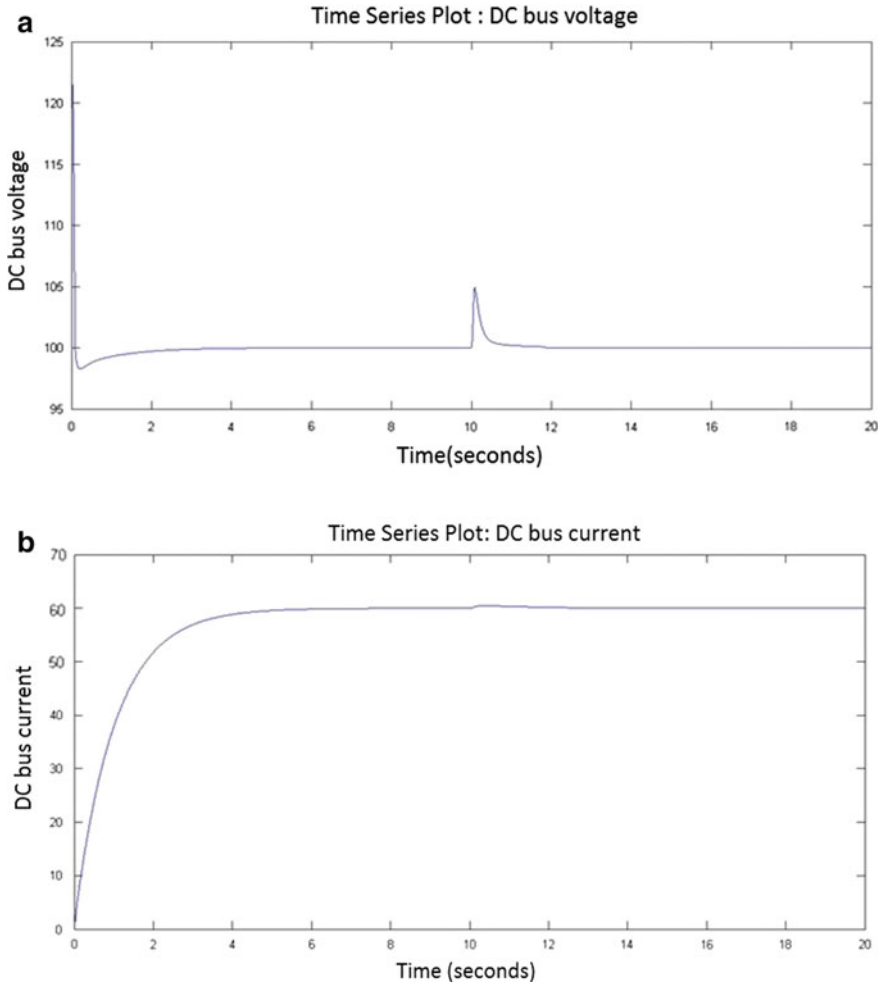 a
Time Series Plot : DC bus voltage
125
120
115
110
105
100
95
DC bus voltage
0 2 4 6 8 10 12 14 16 18 20
Time(seconds)
b
Time Series Plot: DC bus current
70
60
50
40
30
20
10
0
DC bus current
0 2 4 6 8 10 12 14 16 18 20
Time (seconds)